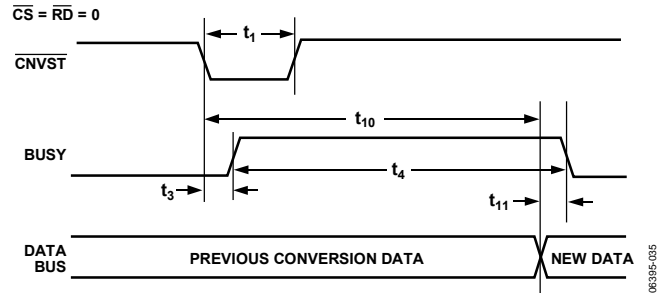 CS = RD = 0
t1
CNVST
t10
BUSY
t4
t3
t11
DATA
BUS
PREVIOUS CONVERSION DATA
NEW DATA
06395-035